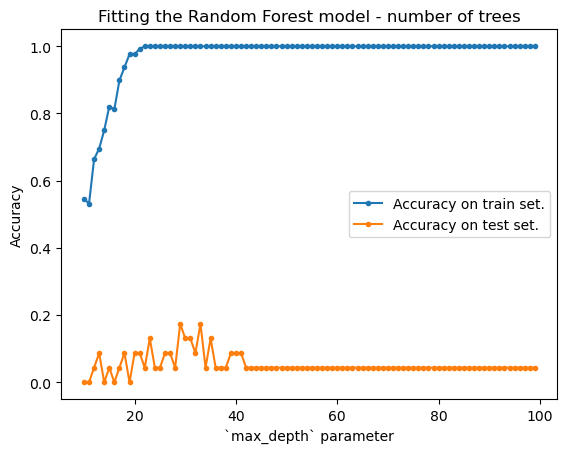 Fitting the Random Forest model - number of trees
Accuracy
1.0
0.8
0.6
0.4
0.2
0.0
Accuracy on train set.
Accuracy on test set.
20 40 60 80 100
`max_depth` parameter